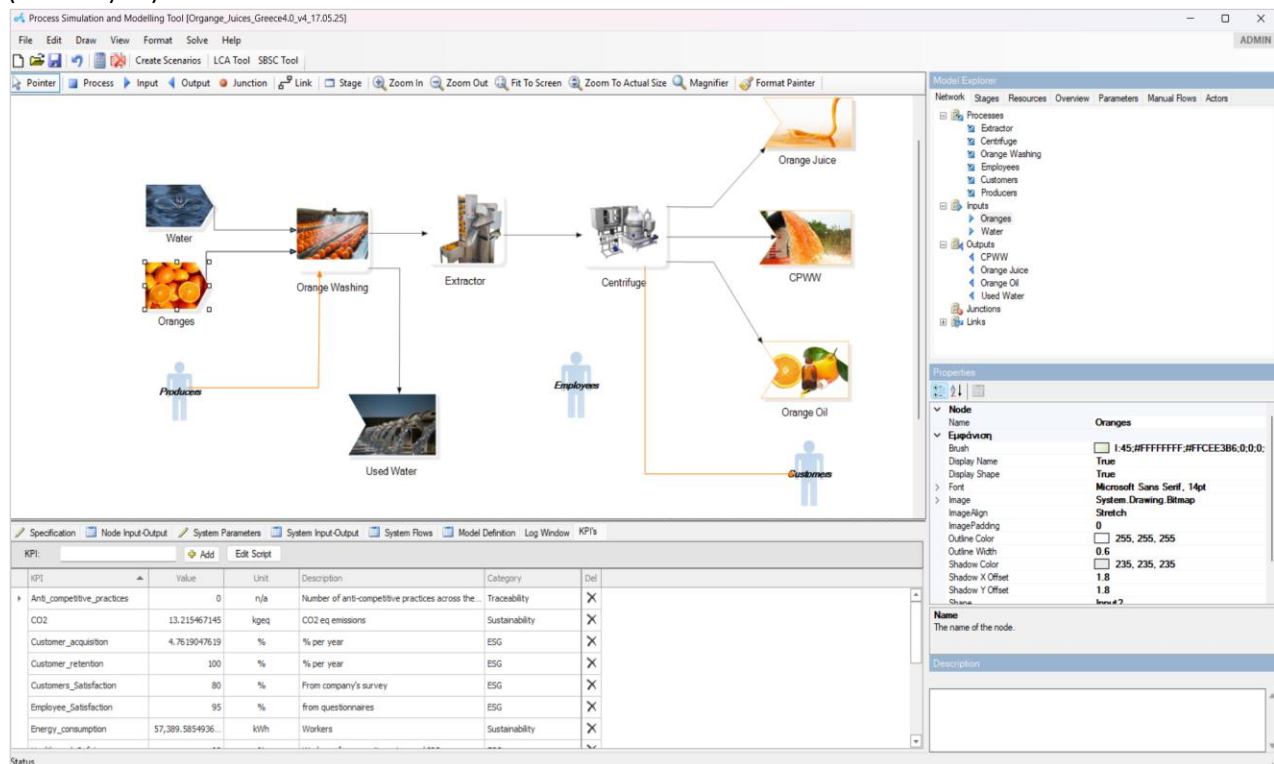 Process Simulation and Modelling Tool [Organge_Juices_Greece4.0_v4_17.05.25]
File Edit Draw View Format Solve Help
ADMIN
Create Scenarios LCA Tool SBSC Tool
Pointer Process Input Output Junction Link Stage Zoom In Zoom Out Fit To Screen Zoom To Actual Size Magnifier Format Painter
Orange Juice
Water
Orange Washing
Extractor
Centrifuge
CPWW
Oranges
Producers
Employees
Orange Oil
Used Water
Customers
Model Explorer
Network Stages Resources Overview Parameters Manual Flows Actors
Processes
Extractor
Centrifuge
Orange Washing
Employees
Customers
Producers
Inputs
Oranges
Water
Outputs
CPWW
Orange Juice
Orange Oil
Used Water
Junctions
Links
Properties
Node
Name Oranges
Εμφάνιση
Brush I:45;#FFFFFFFF;#FFCEE3B6;0;0;0;
Display Name True
Display Shape True
Font Microsoft Sans Serif, 14pt
Image System.Drawing.Bitmap
ImageAlign Stretch
ImagePadding 0
Outline Color 255, 255, 255
Outline Width 0.6
Shadow Color 235, 235, 235
Shadow X Offset 1.8
Shadow Y Offset 1.8
Shape Input2
Name
The name of the node.
Description
Specification Node Input-Output System Parameters System Input-Output System Flows Model Definition Log Window KPI's
KPI: Add Edit Script
KPI Value Unit Description Category Del
Anti_competitive_practices 0 n/a Number of anti-competitive practices across the... Traceability
CO2 13.215467145 kgeq CO2 eq emissions Sustainability
Customer_acquisition 4.7619047619 % % per year ESG
Customer_retention 100 % % per year ESG
Customers_Satisfaction 80 % From company's survey ESG
Employee_Satisfaction 95 % from questionnaires ESG
Energy_consumption 57,389.5854936... kWh Workers Sustainability
Status